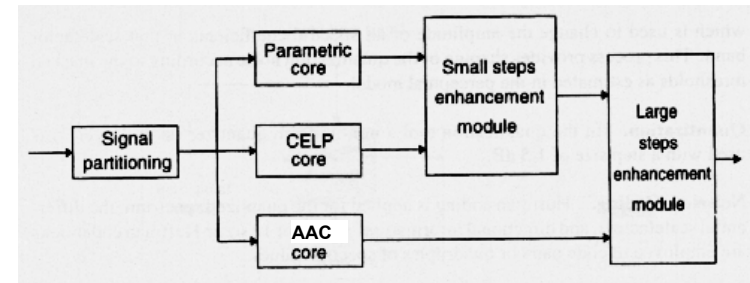 Parametric
core
Small steps
enhancement
module
Large
steps
enhancement
module
Signal
partitioning
CELP
core
AAC
core